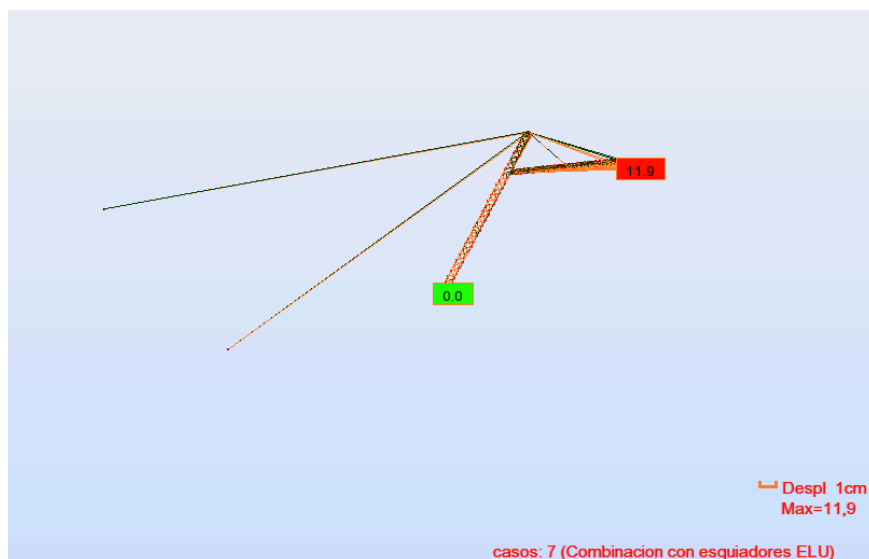 11.9
0.0
Despl 1cm
Max=11,9
casos: 7 (Combinacion con esquiadores ELU)